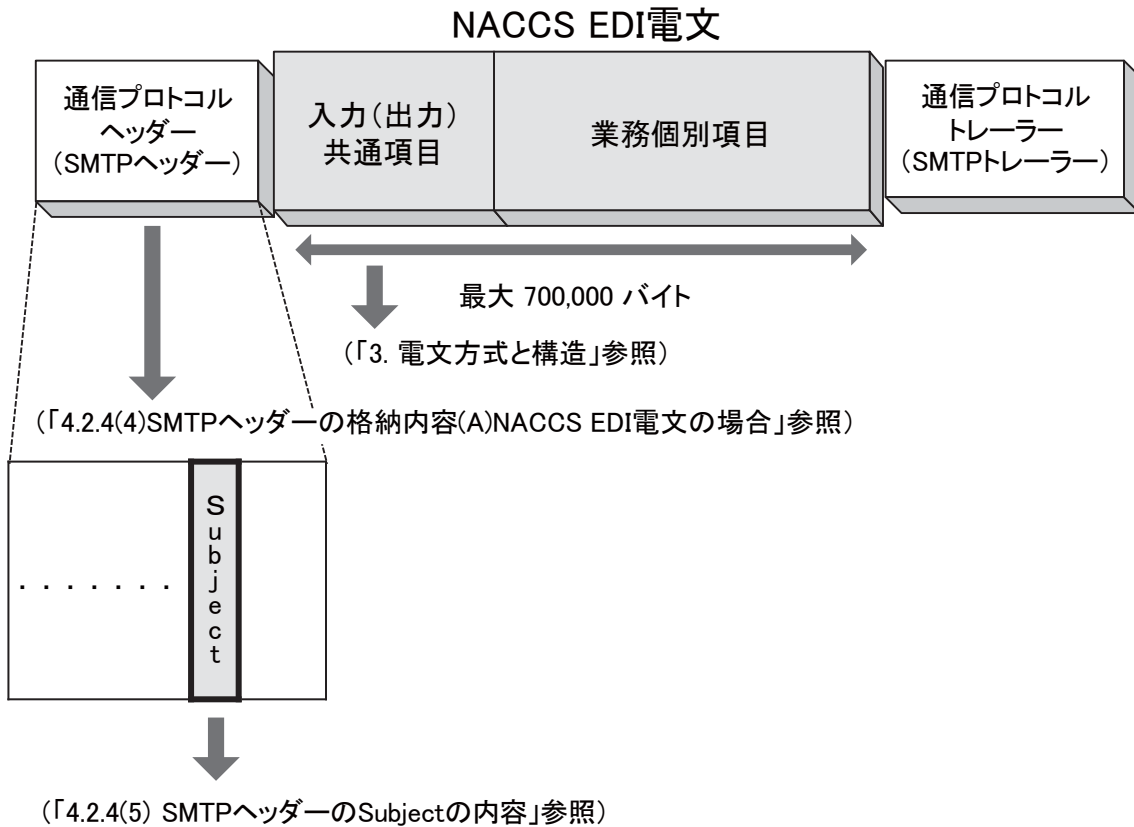 NACCS EDI電文
通信プロトコル
ヘッダー
(SMTPヘッダー)
入力(出力)
共通項目
業務個別項目
通信プロトコル
トレーラー
(SMTPトレーラー)
最大 700,000 バイト
(「3. 電文方式と構造」参照)
(「4.2.4(4)SMTPヘッダーの格納内容(A)NACCS EDI電文の場合」参照)
・・・・・・・
Subject
(「4.2.4(5) SMTPヘッダーのSubjectの内容」参照)